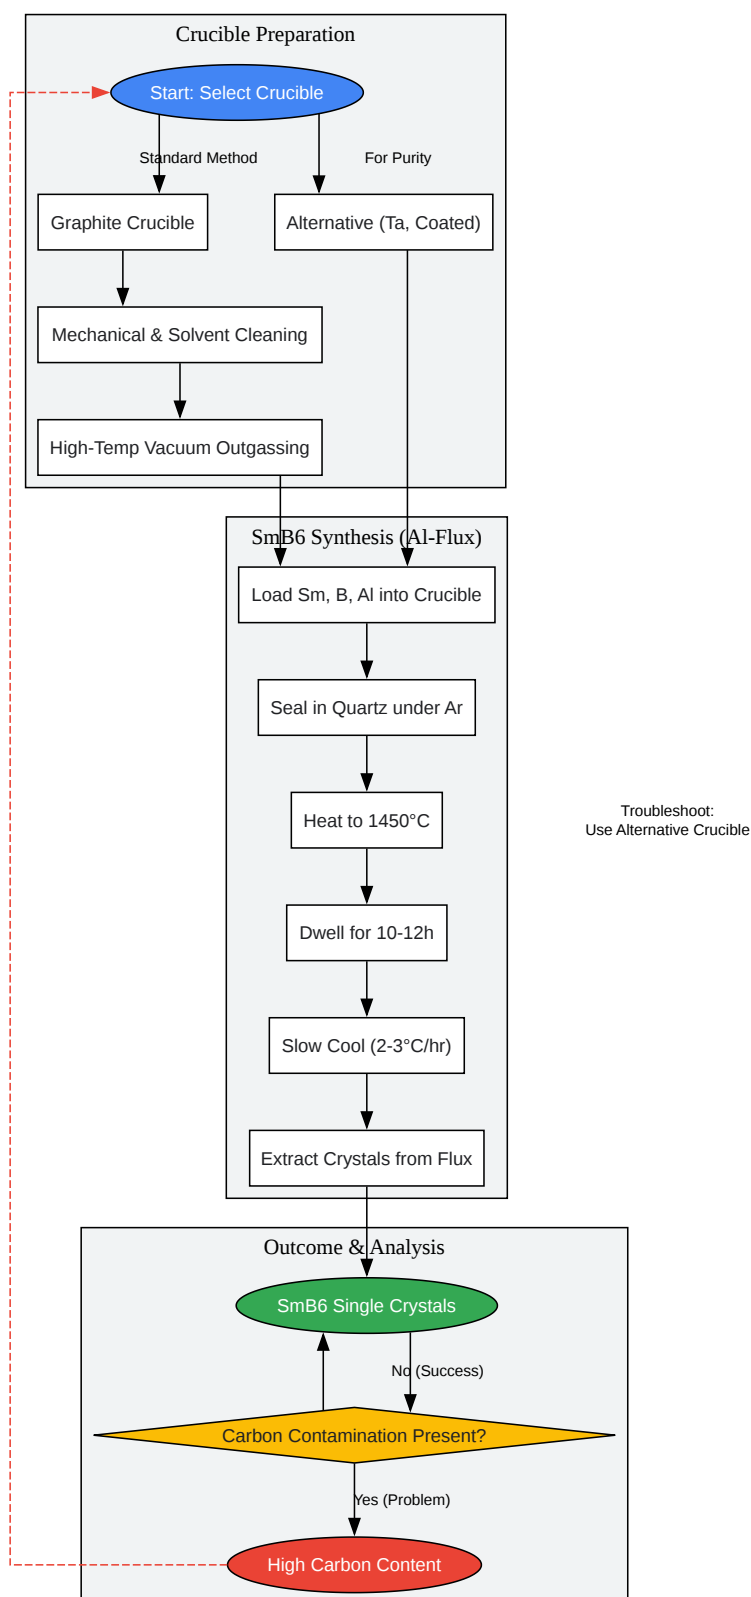 Crucible Preparation
Start: Select Crucible
Standard Method
For Purity
Graphite Crucible
Alternative (Ta, Coated)
Mechanical & Solvent Cleaning
High-Temp Vacuum Outgassing
SmB6 Synthesis (Al-Flux)
Load Sm, B, Al into Crucible
Seal in Quartz under Ar
Heat to 1450°C
Troubleshoot:
Use Alternative Crucible
Dwell for 10-12h
Slow Cool (2-3°C/hr)
Extract Crystals from Flux
Outcome & Analysis
SmB6 Single Crystals
No (Success)
Carbon Contamination Present?
Yes (Problem)
High Carbon Content